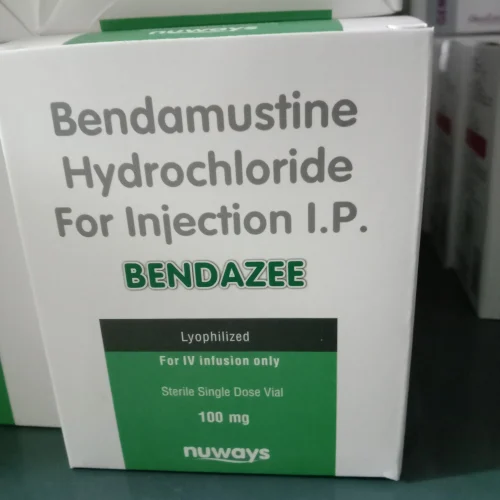 nuways
Bendamustine
Hydrochloride
For Injection I.P.
BENDAZEE
Lyophilized
For IV infusion only
Sterile Single Dose Vial
100 mg
nuways